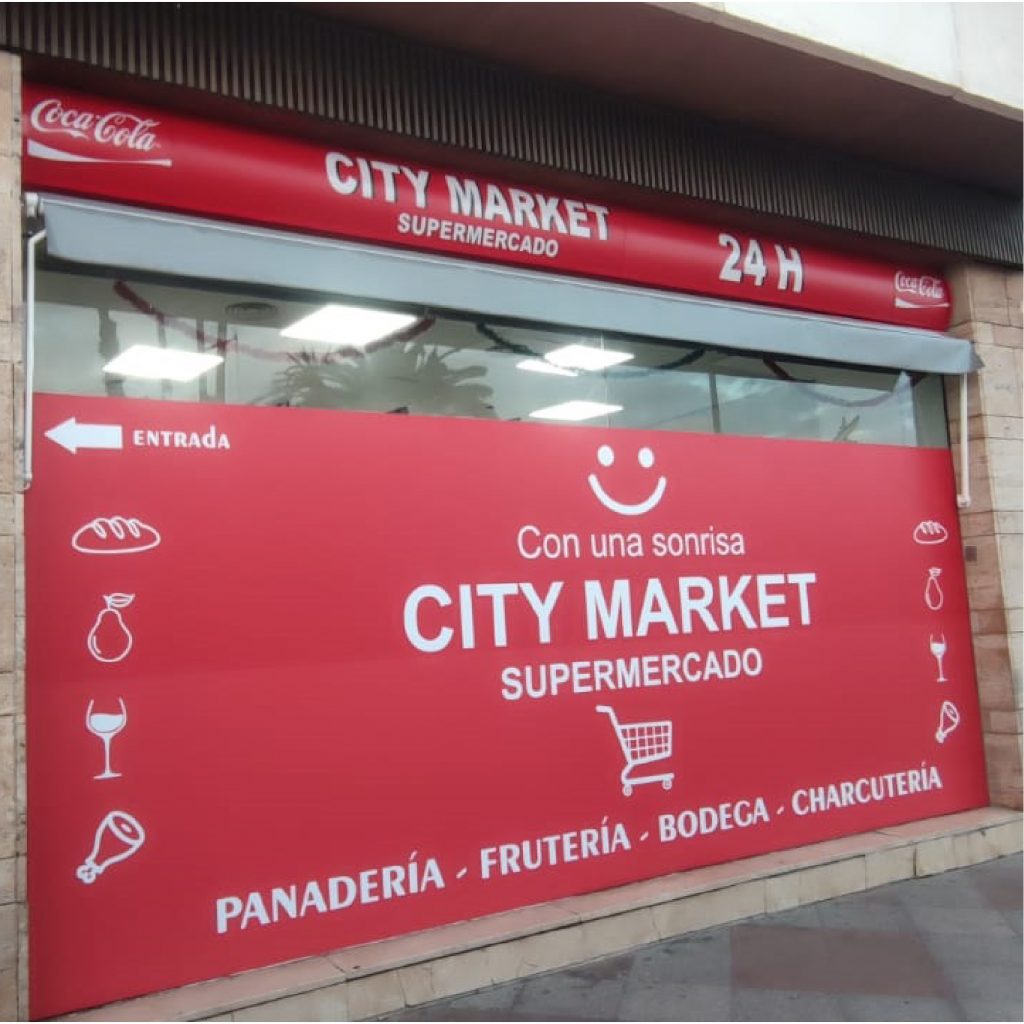 Coca-Cola
CITY MARKET
SUPERMERCADO
24 H
Coca-Cola
ENTRADA
Con una sonrisa
CITY MARKET
SUPERMERCADO
PANADERÍA - FRUTERÍA - BODEGA - CHARCUTERÍA